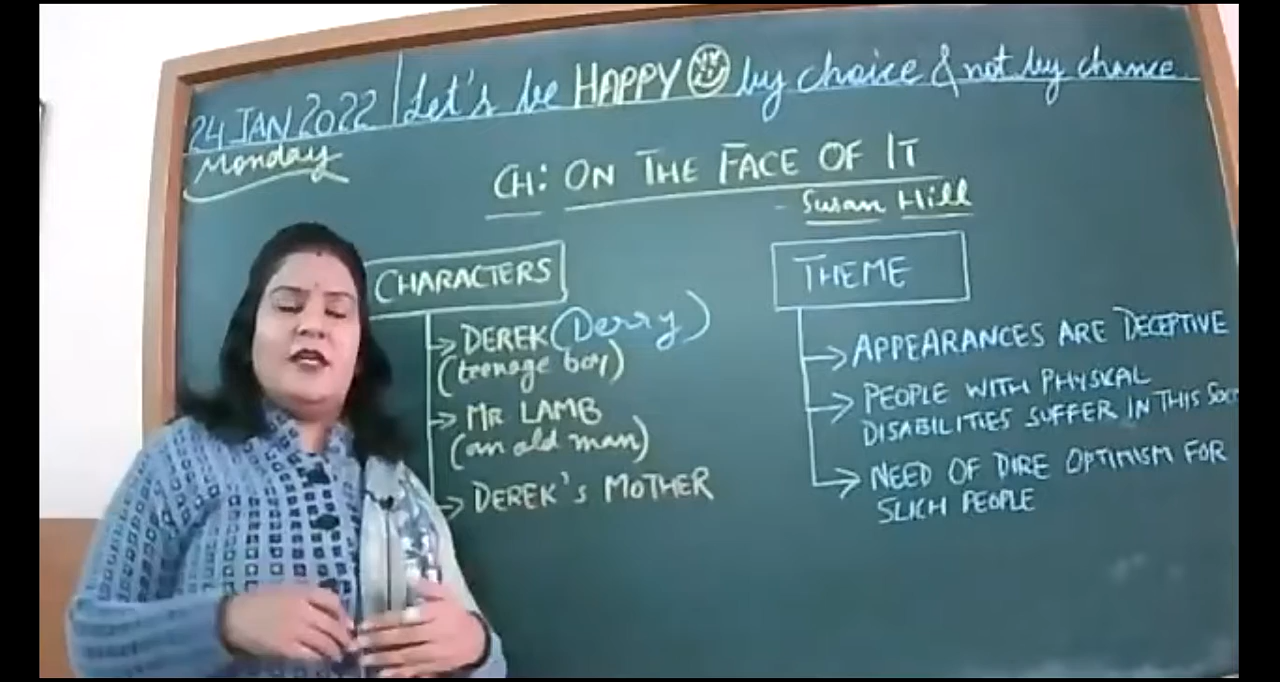 24 JAN 2022 | Let's be HAPPY by choice & not by chance.
Monday
CH: ON THE FACE OF IT
- Susan Hill
CHARACTERS
→ DEREK (Derry)
(teenage boy)
→ MR LAMB
(an old man)
→ DEREK'S MOTHER
THEME
→ APPEARANCES ARE DECEPTIVE
→ PEOPLE WITH PHYSICAL
DISABILITIES SUFFER IN THIS
→ NEED OF DIRE OPTIMISM FOR
SUCH PEOPLE